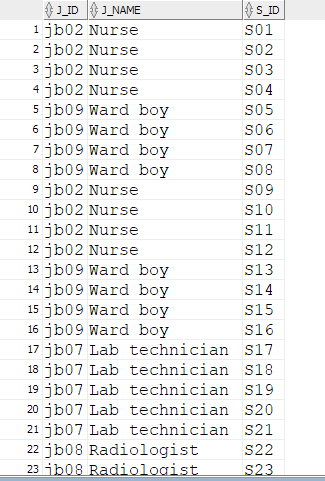 J_ID J_NAME S_ID
1 jb02 Nurse S01
2 jb02 Nurse S02
3 jb02 Nurse S03
4 jb02 Nurse S04
5 jb09 Ward boy S05
6 jb09 Ward boy S06
7 jb09 Ward boy S07
8 jb09 Ward boy S08
9 jb02 Nurse S09
10 jb02 Nurse S10
11 jb02 Nurse S11
12 jb02 Nurse S12
13 jb09 Ward boy S13
14 jb09 Ward boy S14
15 jb09 Ward boy S15
16 jb09 Ward boy S16
17 jb07 Lab technician S17
18 jb07 Lab technician S18
19 jb07 Lab technician S19
20 jb07 Lab technician S20
21 jb07 Lab technician S21
22 jb08 Radiologist S22
23 jb08 Radiologist S23